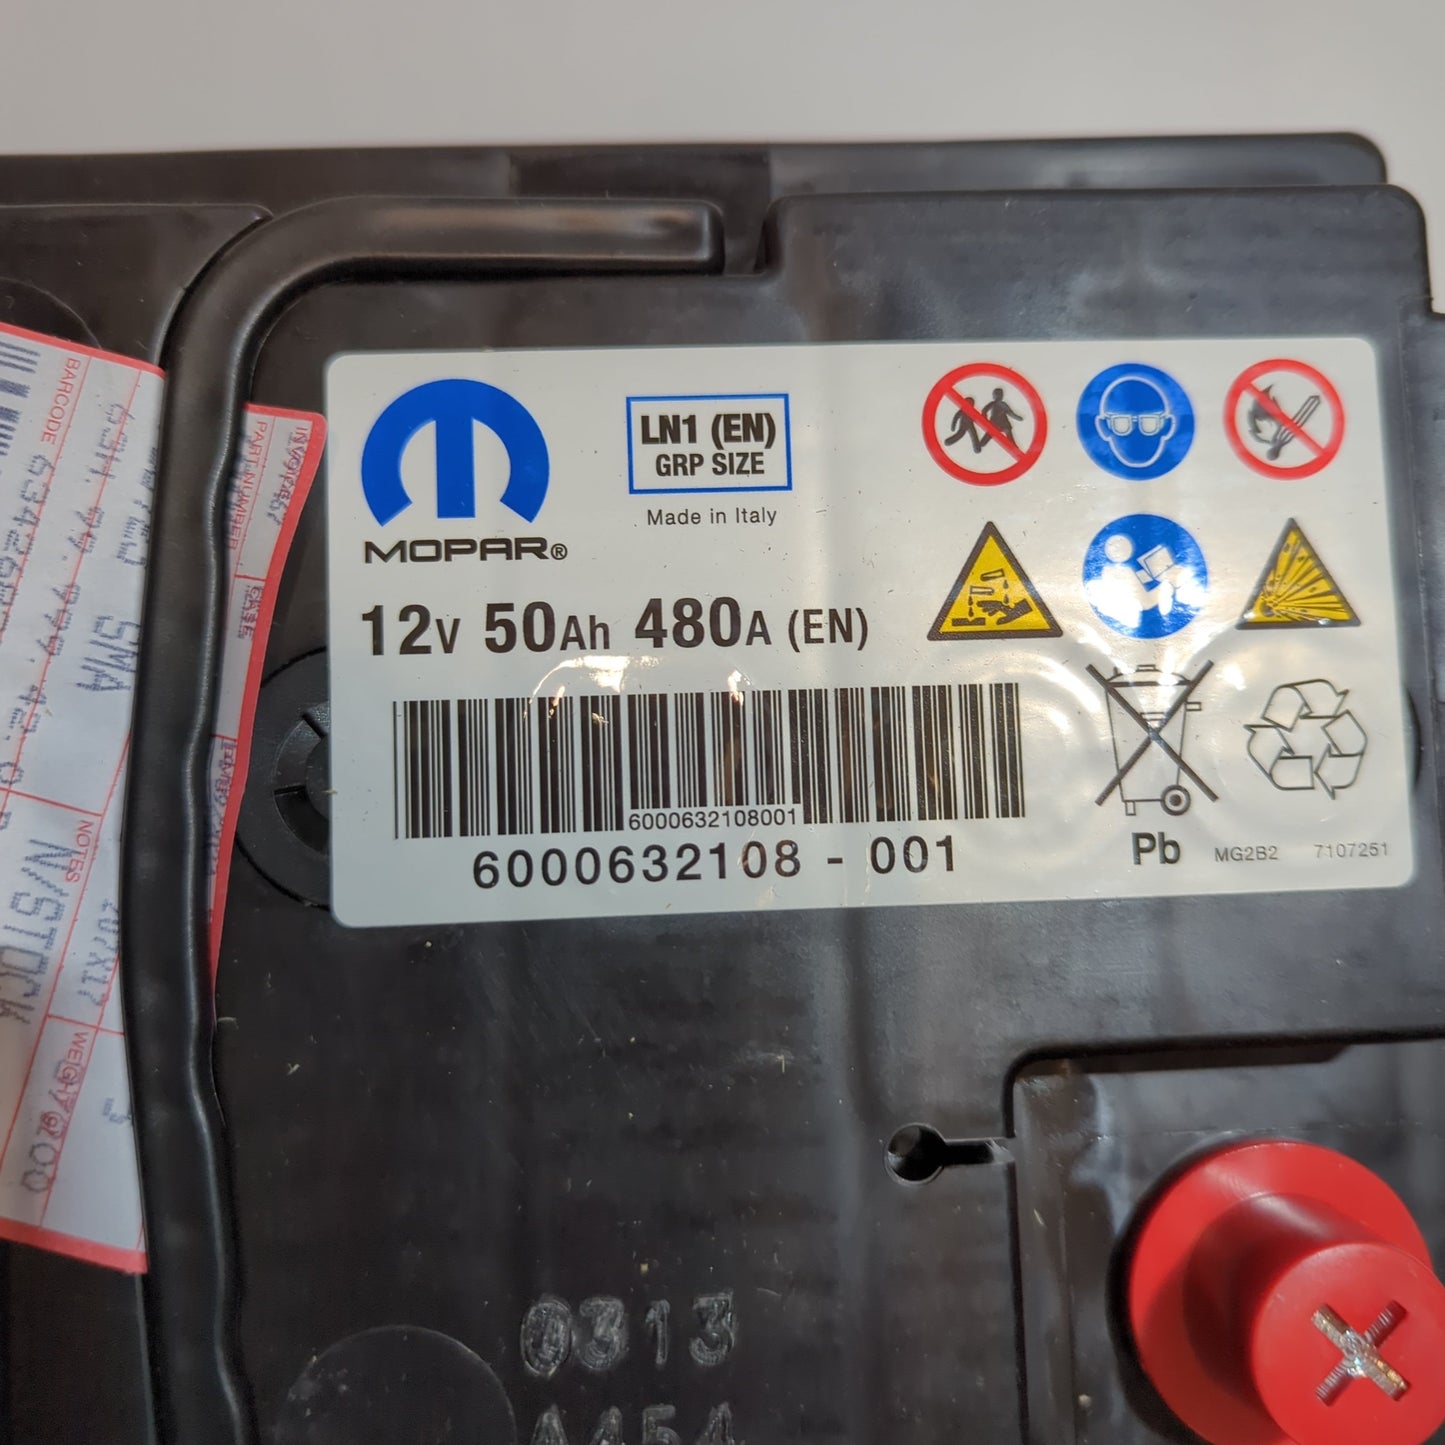 MOPAR®
LN1 (EN)
GRP SIZE
Made in Italy
12V 50Ah 480A (EN)
6000632108001
6000632108 - 001
Pb
MG2B2 7107251
BARCODE
PART NUMBER
NOTES
WEIGHT
0313
A454